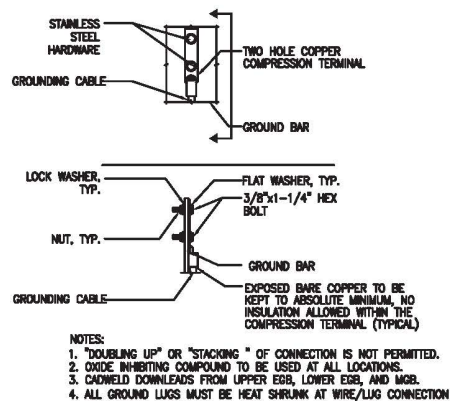 STAINLESS
STEEL
HARDWARE
TWO HOLE COPPER
COMPRESSION TERMINAL
GROUNDING CABLE
GROUND BAR
LOCK WASHER,
TYP.
FLAT WASHER, TYP.
3/8"x1-1/4" HEX
BOLT
NUT, TYP.
GROUND BAR
GROUNDING CABLE
EXPOSED BARE COPPER TO BE
KEPT TO ABSOLUTE MINIMUM, NO
INSULATION ALLOWED WITHIN THE
COMPRESSION TERMINAL (TYPICAL)
NOTES:
1. "DOUBLING UP" OR "STACKING " OF CONNECTION IS NOT PERMITTED.
2. OXIDE INHIBITING COMPOUND TO BE USED AT ALL LOCATIONS.
3. CADWELD DOWNLEADS FROM UPPER EGB, LOWER EGB, AND MGB.
4. ALL GROUND LUGS MUST BE HEAT SHRUNK AT WIRE/LUG CONNECTION